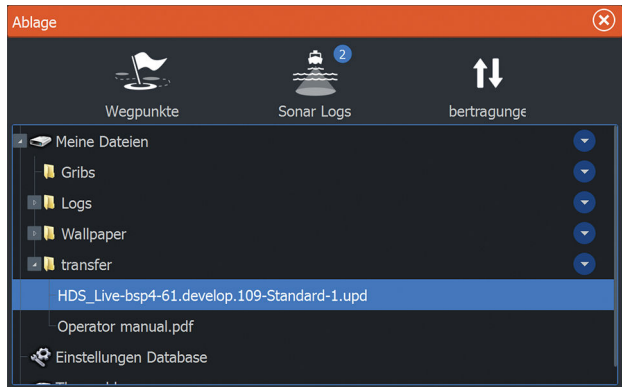 Ablage
2
Wegpunkte
Sonar Logs
bertragunge
Meine Dateien
Gribs
Logs
Wallpaper
transfer
HDS_Live-bsp4-61.develop.109-Standard-1.upd
Operator manual.pdf
Einstellungen Database